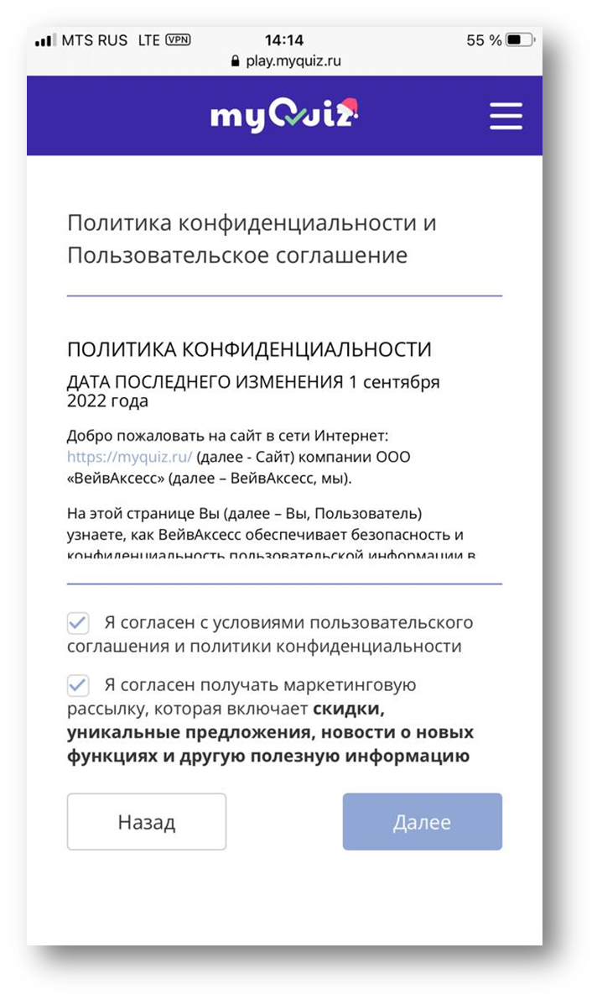 MTS RUS LTE VPN 14:14 55 %
play.myquiz.ru
myQuiz
Политика конфиденциальности и
Пользовательское соглашение
ПОЛИТИКА КОНФИДЕНЦИАЛЬНОСТИ
ДАТА ПОСЛЕДНЕГО ИЗМЕНЕНИЯ 1 сентября
2022 года
Добро пожаловать на сайт в сети Интернет:
https://myquiz.ru/ (далее - Сайт) компании ООО
«ВейвАксесс» (далее – ВейвАксесс, мы).
На этой странице Вы (далее – Вы, Пользователь)
узнаете, как ВейвАксесс обеспечивает безопасность и
конфиденциальность пользовательской информации в
Я согласен с условиями пользовательского
соглашения и политики конфиденциальности
Я согласен получать маркетинговую
рассылку, которая включает скидки,
уникальные предложения, новости о новых
функциях и другую полезную информацию
Назад Далее